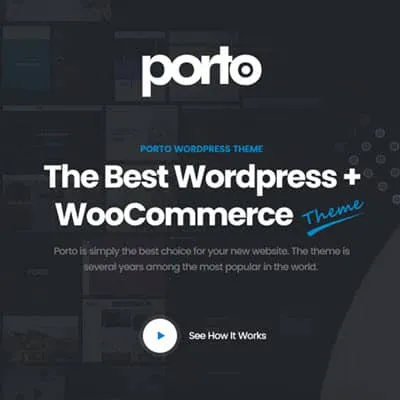 porto
PORTO WORDPRESS THEME
The Best Wordpress +
WooCommerce Theme
Porto is simply the best choice for your new website. The theme is
several years among the most popular in the world.
See How It Works